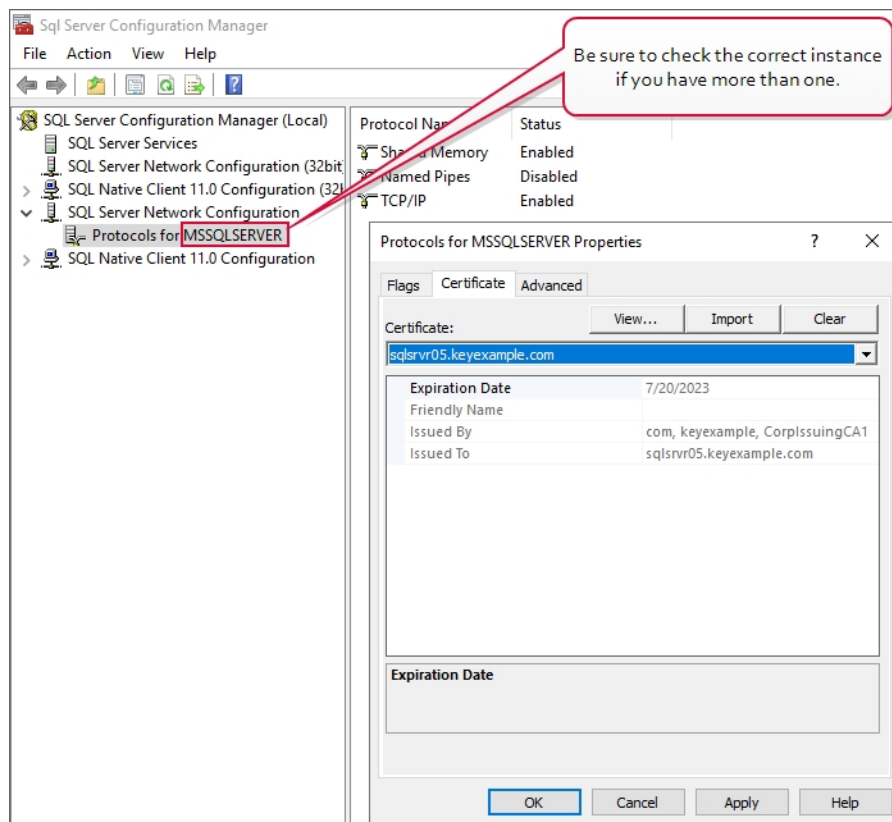 Sql Server Configuration Manager
File Action View Help
Be sure to check the correct instance
if you have more than one.
SQL Server Configuration Manager (Local)
SQL Server Services
SQL Server Network Configuration (32bit
SQL Native Client 11.0 Configuration (32
SQL Server Network Configuration
Protocols for MSSQLSERVER
SQL Native Client 11.0 Configuration
Protocol Status
Memory Enabled
Named Pipes Disabled
TCP/IP Enabled
Protocols for MSSQLSERVER Properties
Flags Certificate Advanced
Certificate: View... Import Clear
sqlsrvr05.keyexample.com
Expiration Date 7/20/2023
Friendly Name
Issued By com, keyexample, CorpIssuingCA1
Issued To sqlsrvr05.keyexample.com
Expiration Date
OK Cancel Apply Help